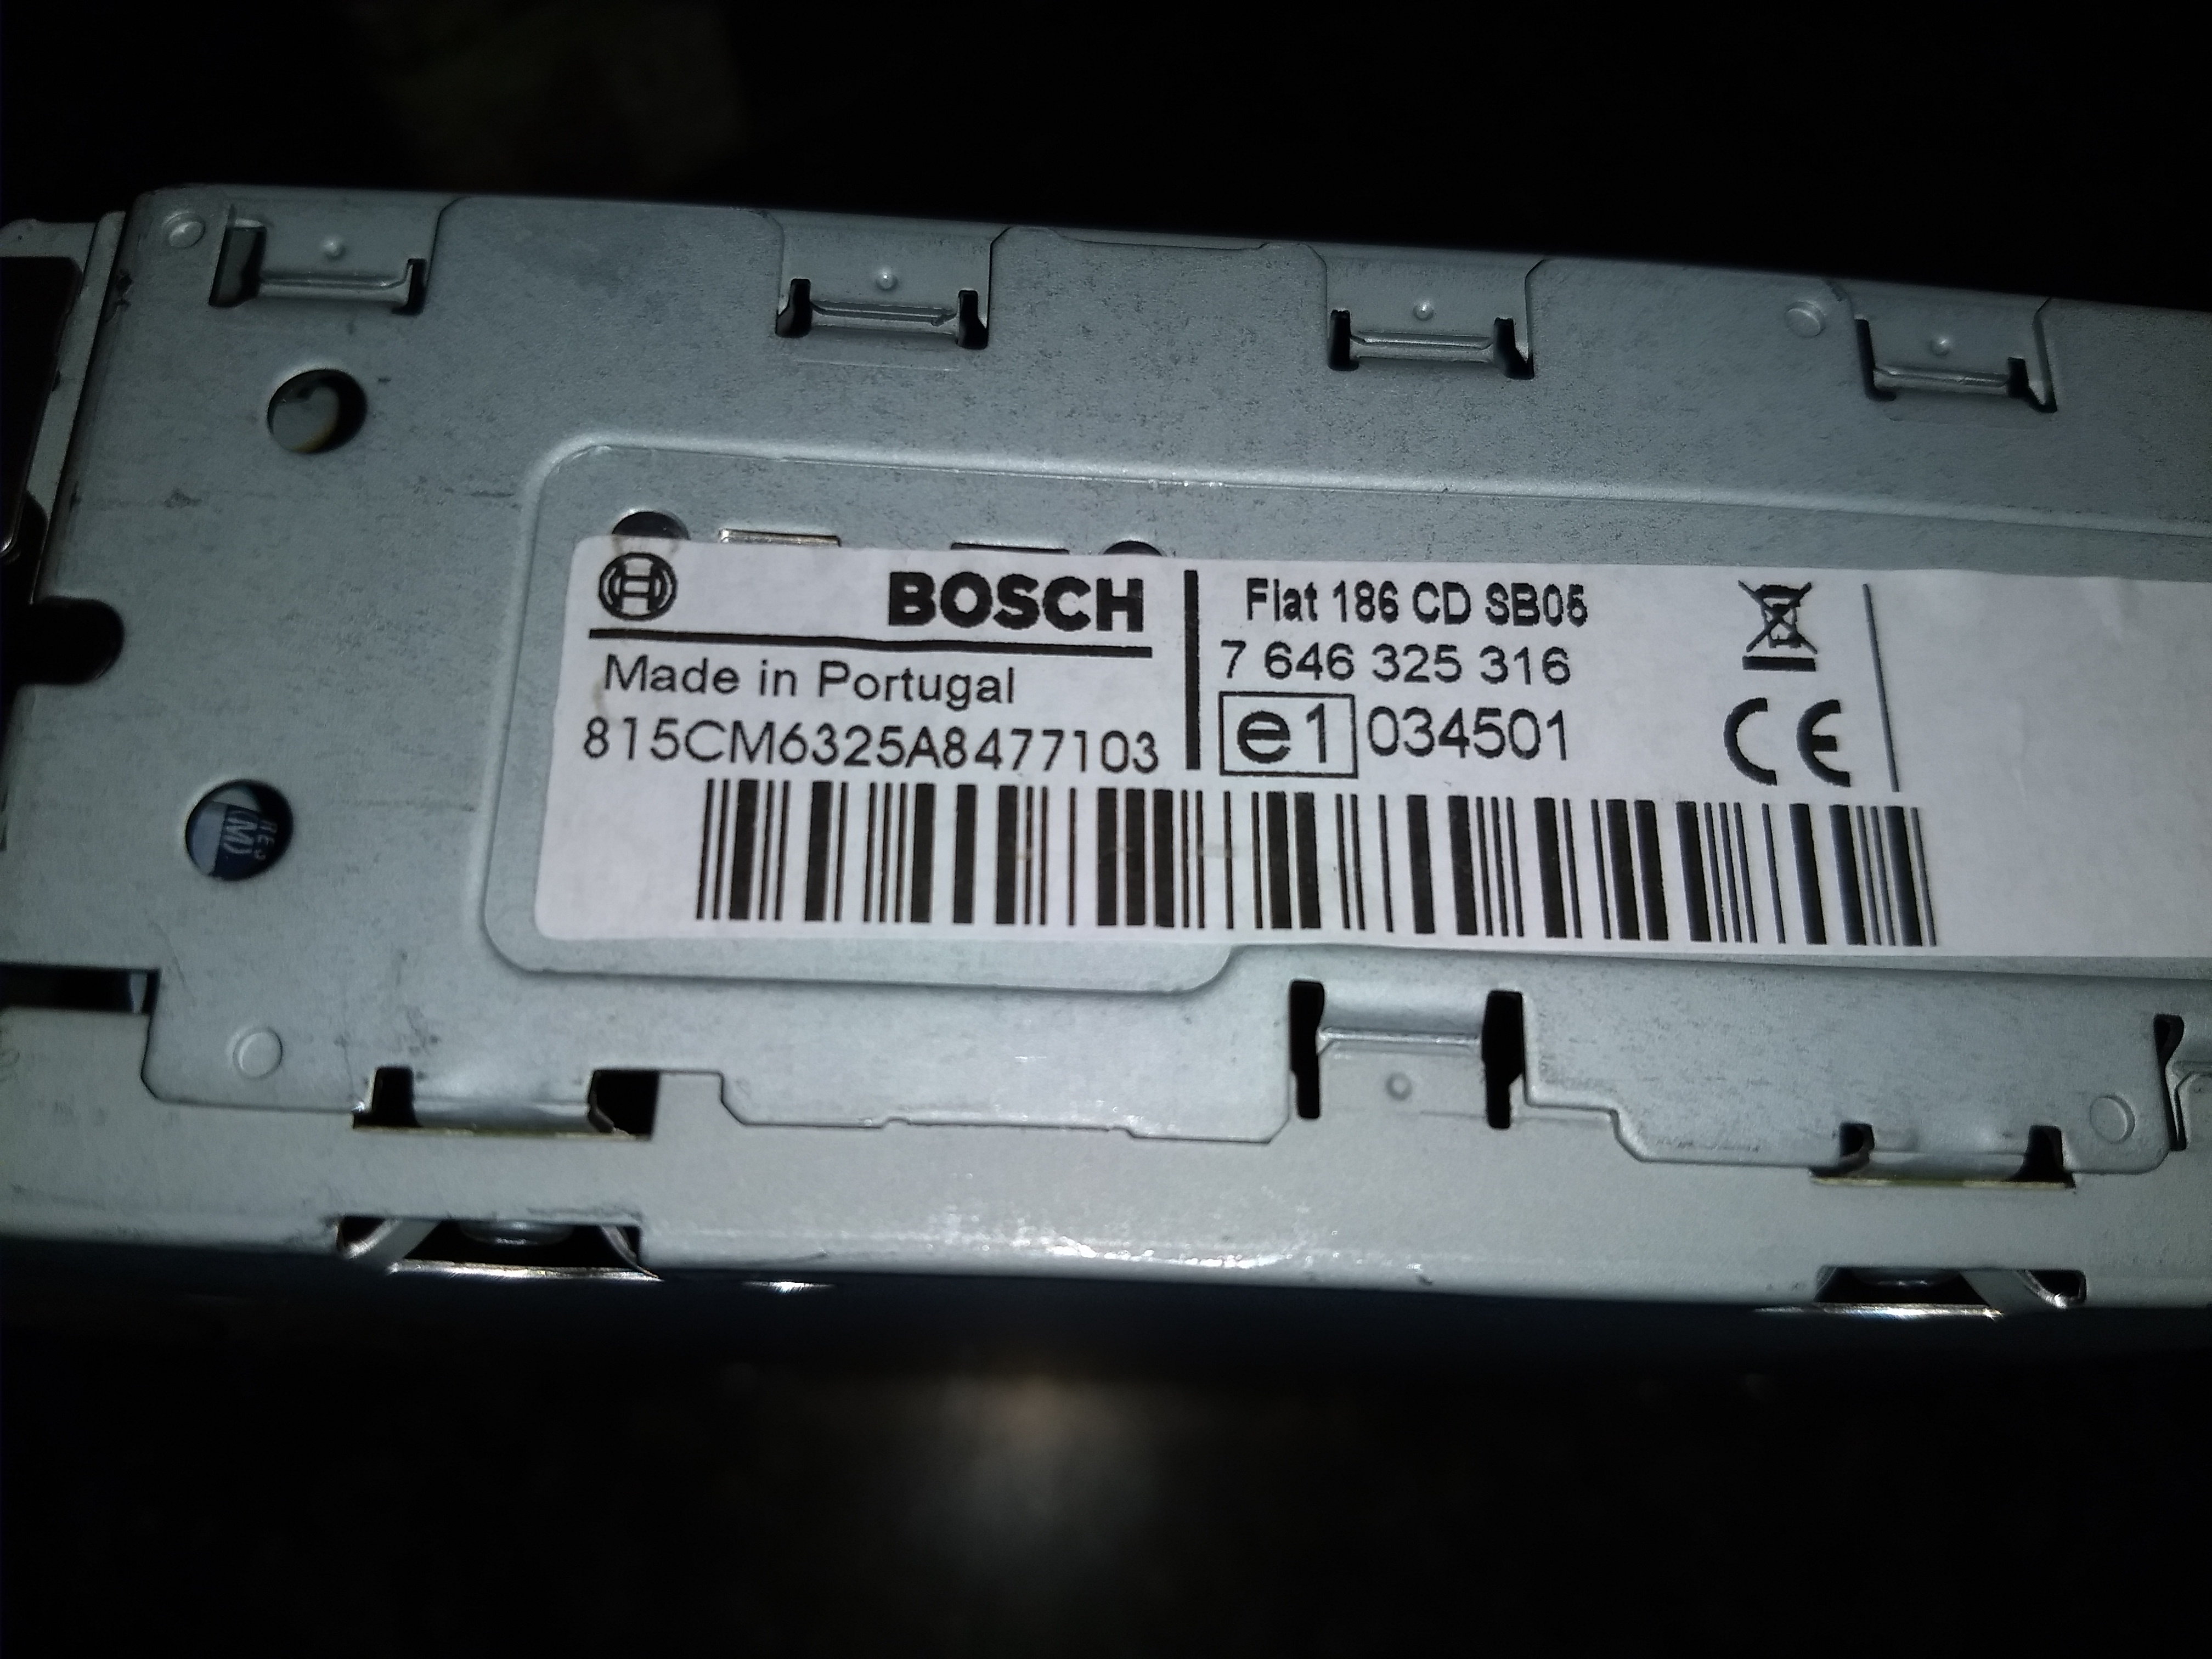 BOSCH
Made in Portugal
815CM6325A8477103
Fiat 186 CD SB05
7 646 325 316
e1 034501
CE